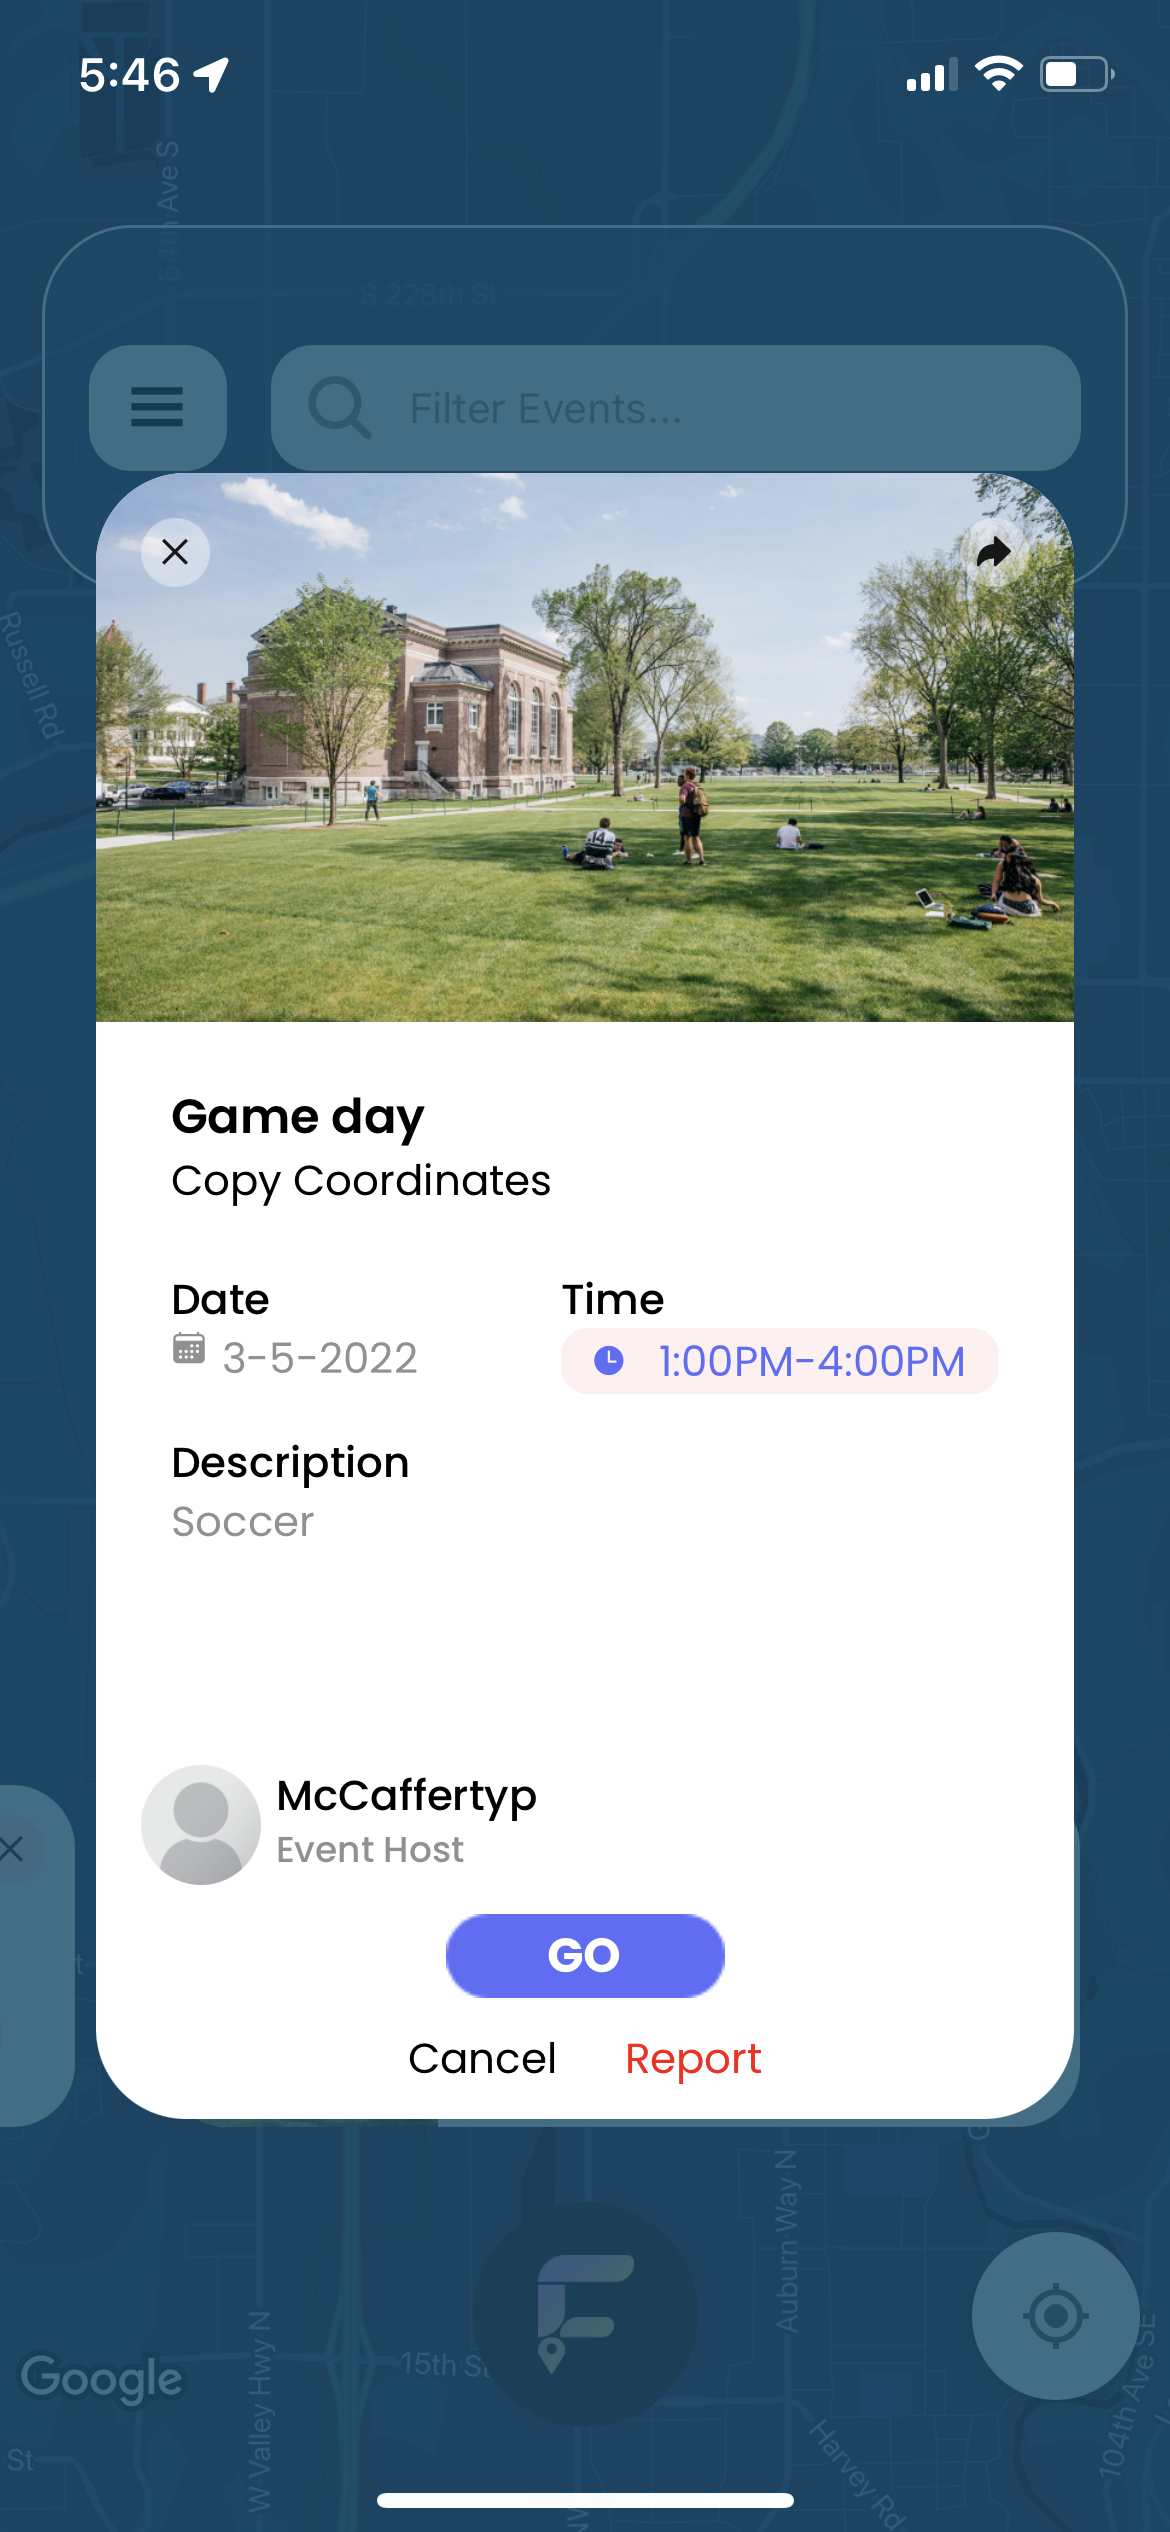 5:46
64th Ave S
S 228th St
Filter Events...
Russell Rd
14
Game day
Copy Coordinates
Date
Time
3-5-2022
1:00PM-4:00PM
Description
Soccer
McCaffertyp
Event Host
GO
Cancel
Report
Auburn Way N
15th St
Google
W Valley Hwy N
104th Ave SE
St
Harvey Rd